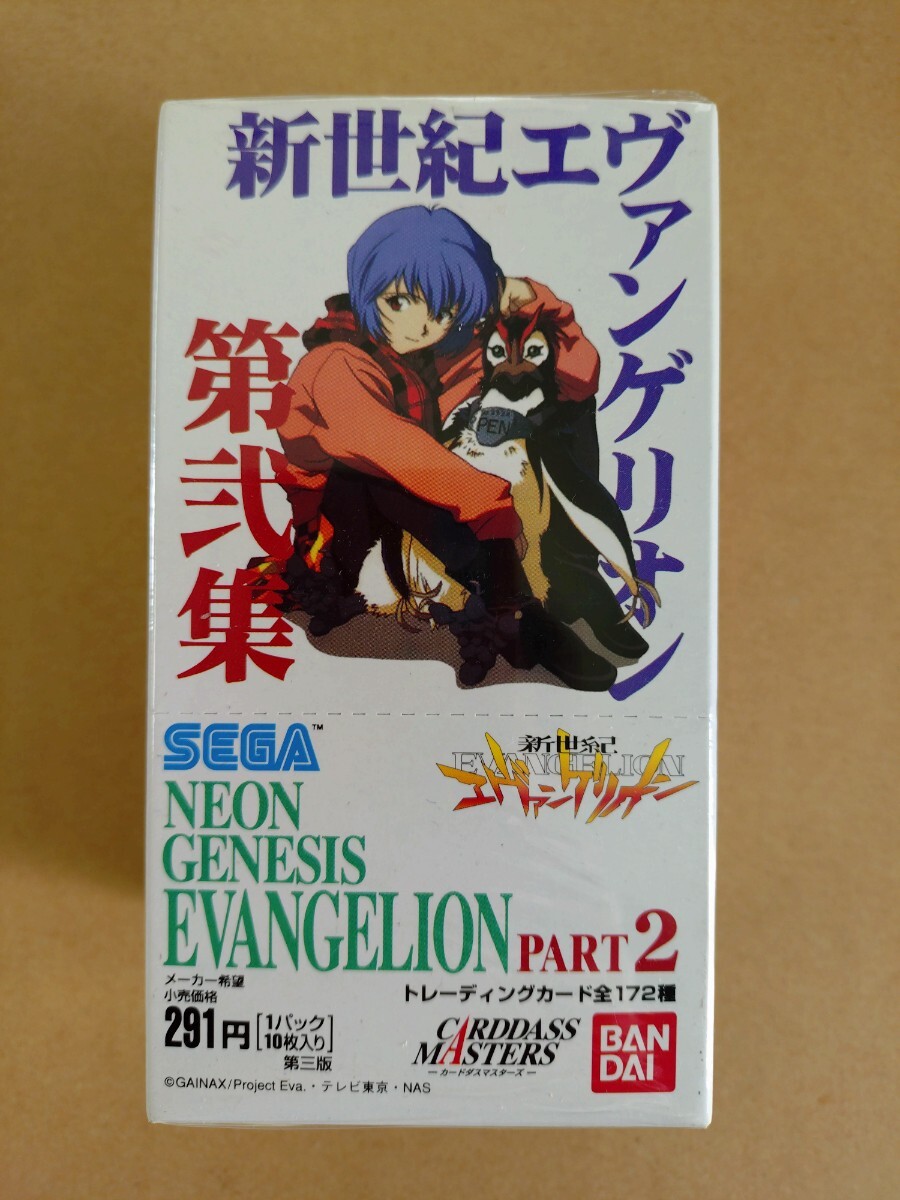 新世紀エヴァンゲリオン
第弐集
PEN
SEGA™
新世紀
EVANGELION
エヴァンゲリオン
NEON
GENESIS
EVANGELION PART 2
メーカー希望
小売価格
291円 [1パック
10枚入り]
第三版
トレーディングカード全172種
CARDDASS
MASTERS
ーカードダスマスターズー
BAN
DAI
©GAINAX/Project Eva.・テレビ東京・NAS